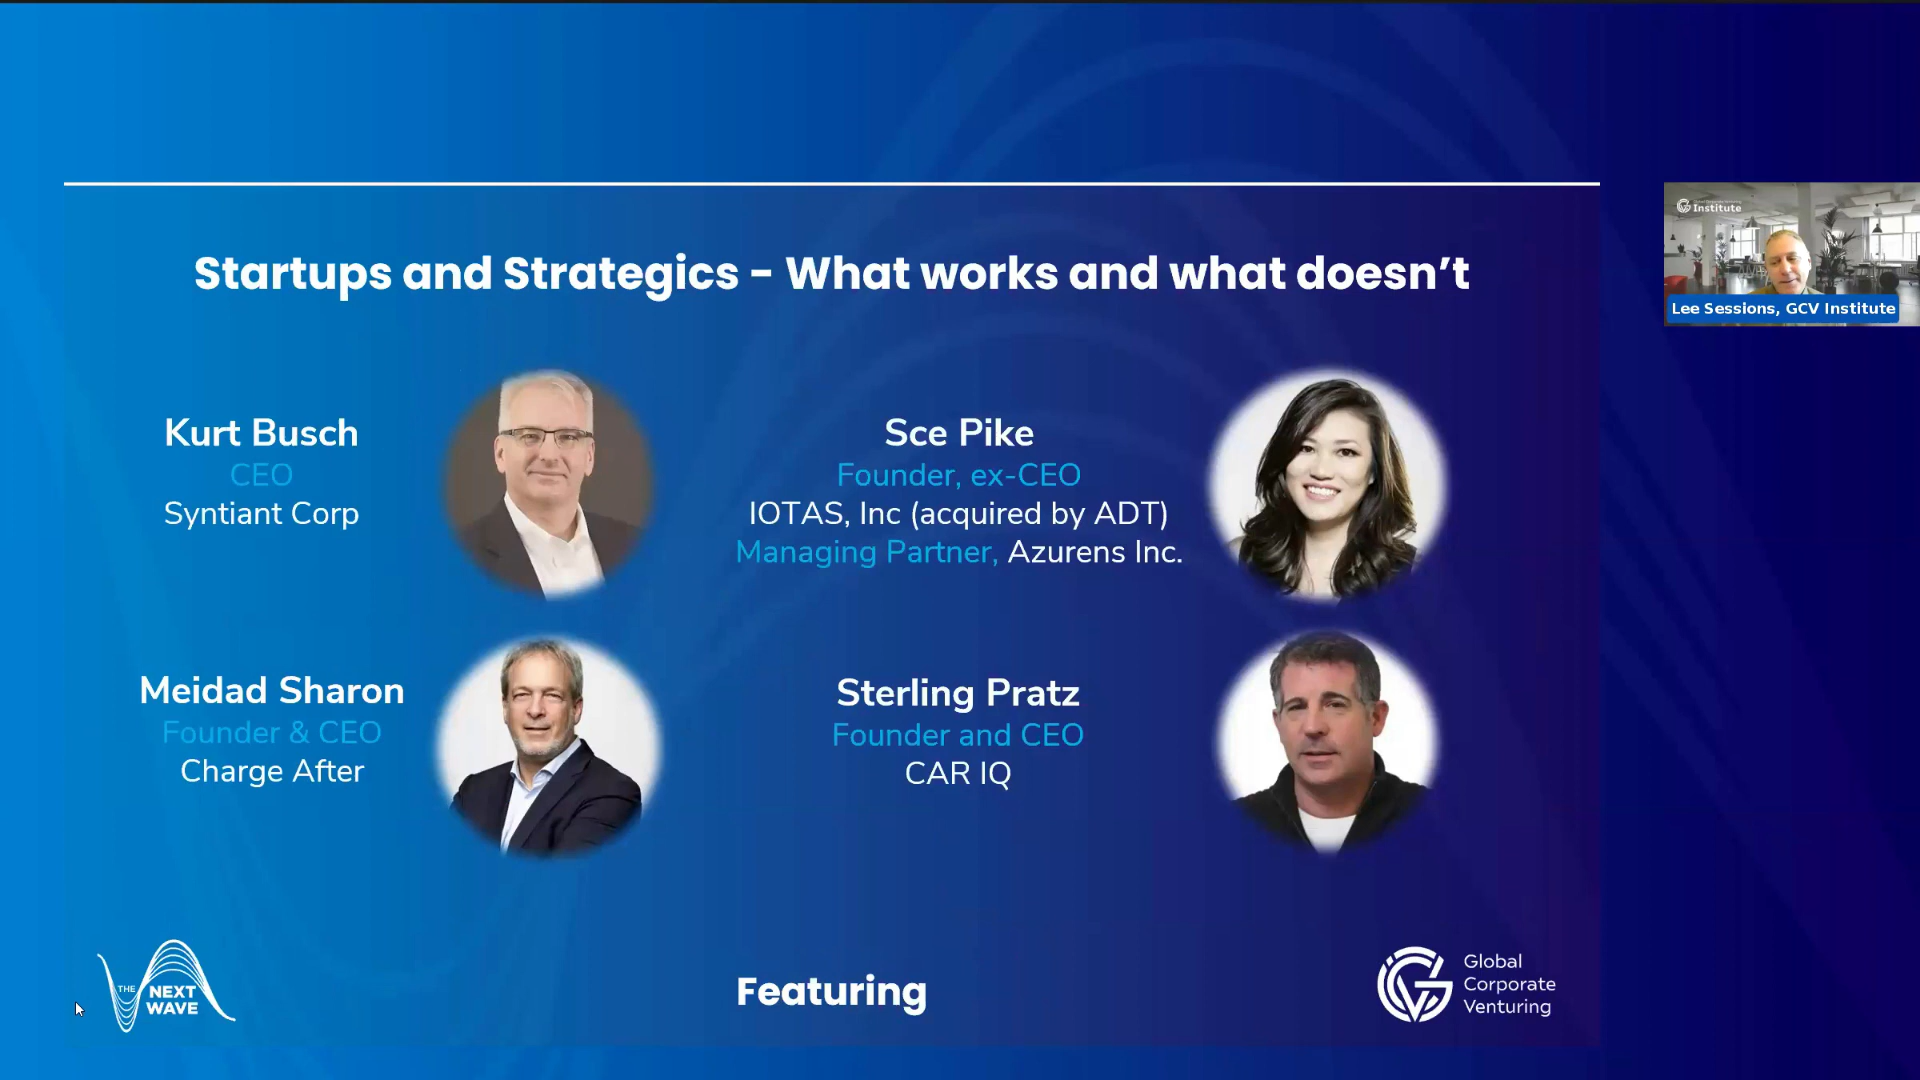 Startups and Strategics - What works and what doesn’t
Kurt Busch
CEO
Syntiant Corp
Sce Pike
Founder, ex-CEO
IOTAS, Inc (acquired by ADT)
Managing Partner, Azurens Inc.
Meidad Sharon
Founder & CEO
Charge After
Sterling Pratz
Founder and CEO
CAR IQ
THE
NEXT
WAVE
Featuring
Global
Corporate
Venturing
Institute
Lee Sessions, GCV Institute